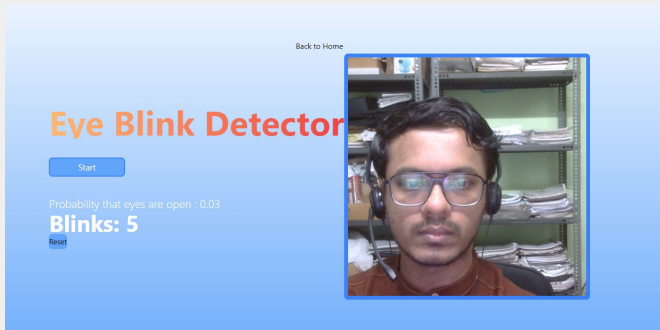 Back to Home
Eye Blink Detector
Start
Probability that eyes are open : 0.03
Blinks: 5
Reset